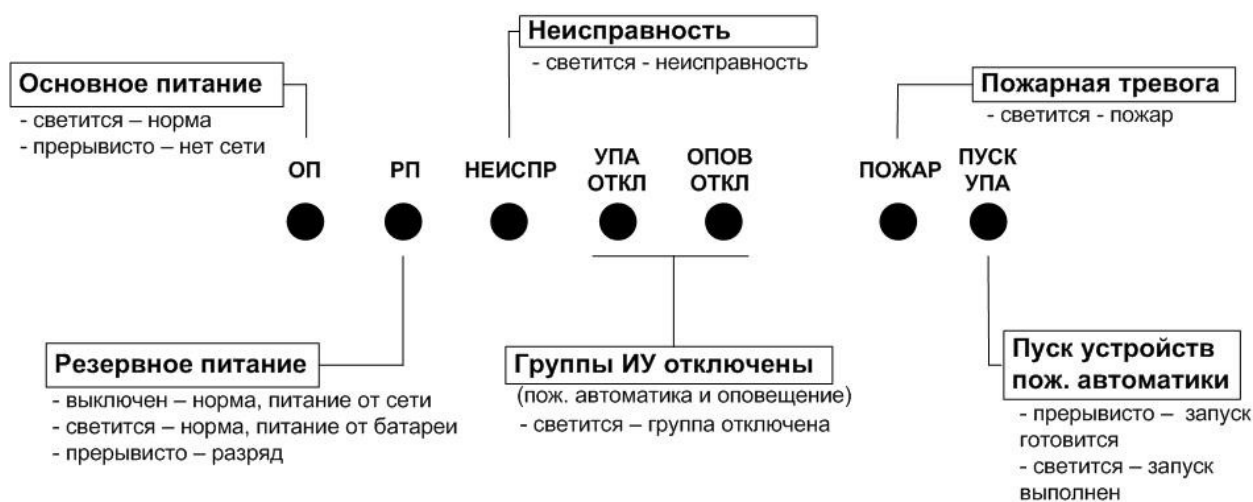 Неисправность
- светится - неисправность
Основное питание
- светится – норма
- прерывисто – нет сети
Пожарная тревога
- светится - пожар
ОП
РП
НЕИСПР
УПА
ОТКЛ
ОПОВ
ОТКЛ
ПОЖАР
ПУСК
УПА
Резервное питание
- выключен – норма, питание от сети
- светится – норма, питание от батареи
- прерывисто – разряд
Группы ИУ отключены
(пож. автоматика и оповещение)
- светится – группа отключена
Пуск устройств
пож. автоматики
- прерывисто – запуск
готовится
- светится – запуск
выполнен